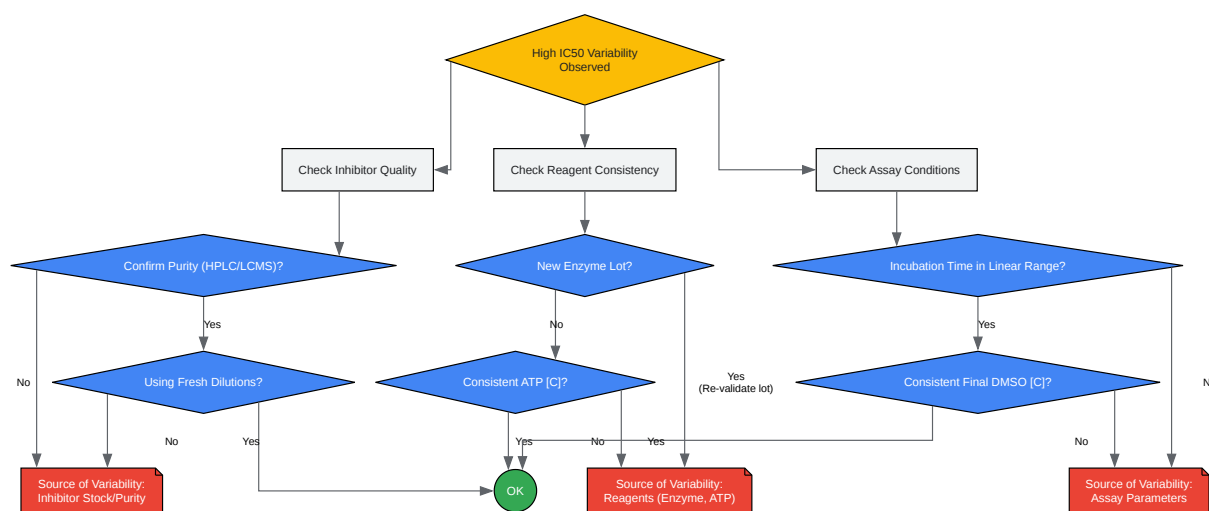 High IC50 Variability
Observed
Check Inhibitor Quality
Check Reagent Consistency
Check Assay Conditions
Confirm Purity (HPLC/LCMS)?
New Enzyme Lot?
Incubation Time in Linear Range?
Yes
No
Yes
No
Using Fresh Dilutions?
Consistent ATP [C]?
Yes
(Re-validate lot)
Consistent Final DMSO [C]?
No
Yes
Yes
No
Yes
No
Source of Variability:
Inhibitor Stock/Purity
OK
Source of Variability:
Reagents (Enzyme, ATP)
Source of Variability:
Assay Parameters